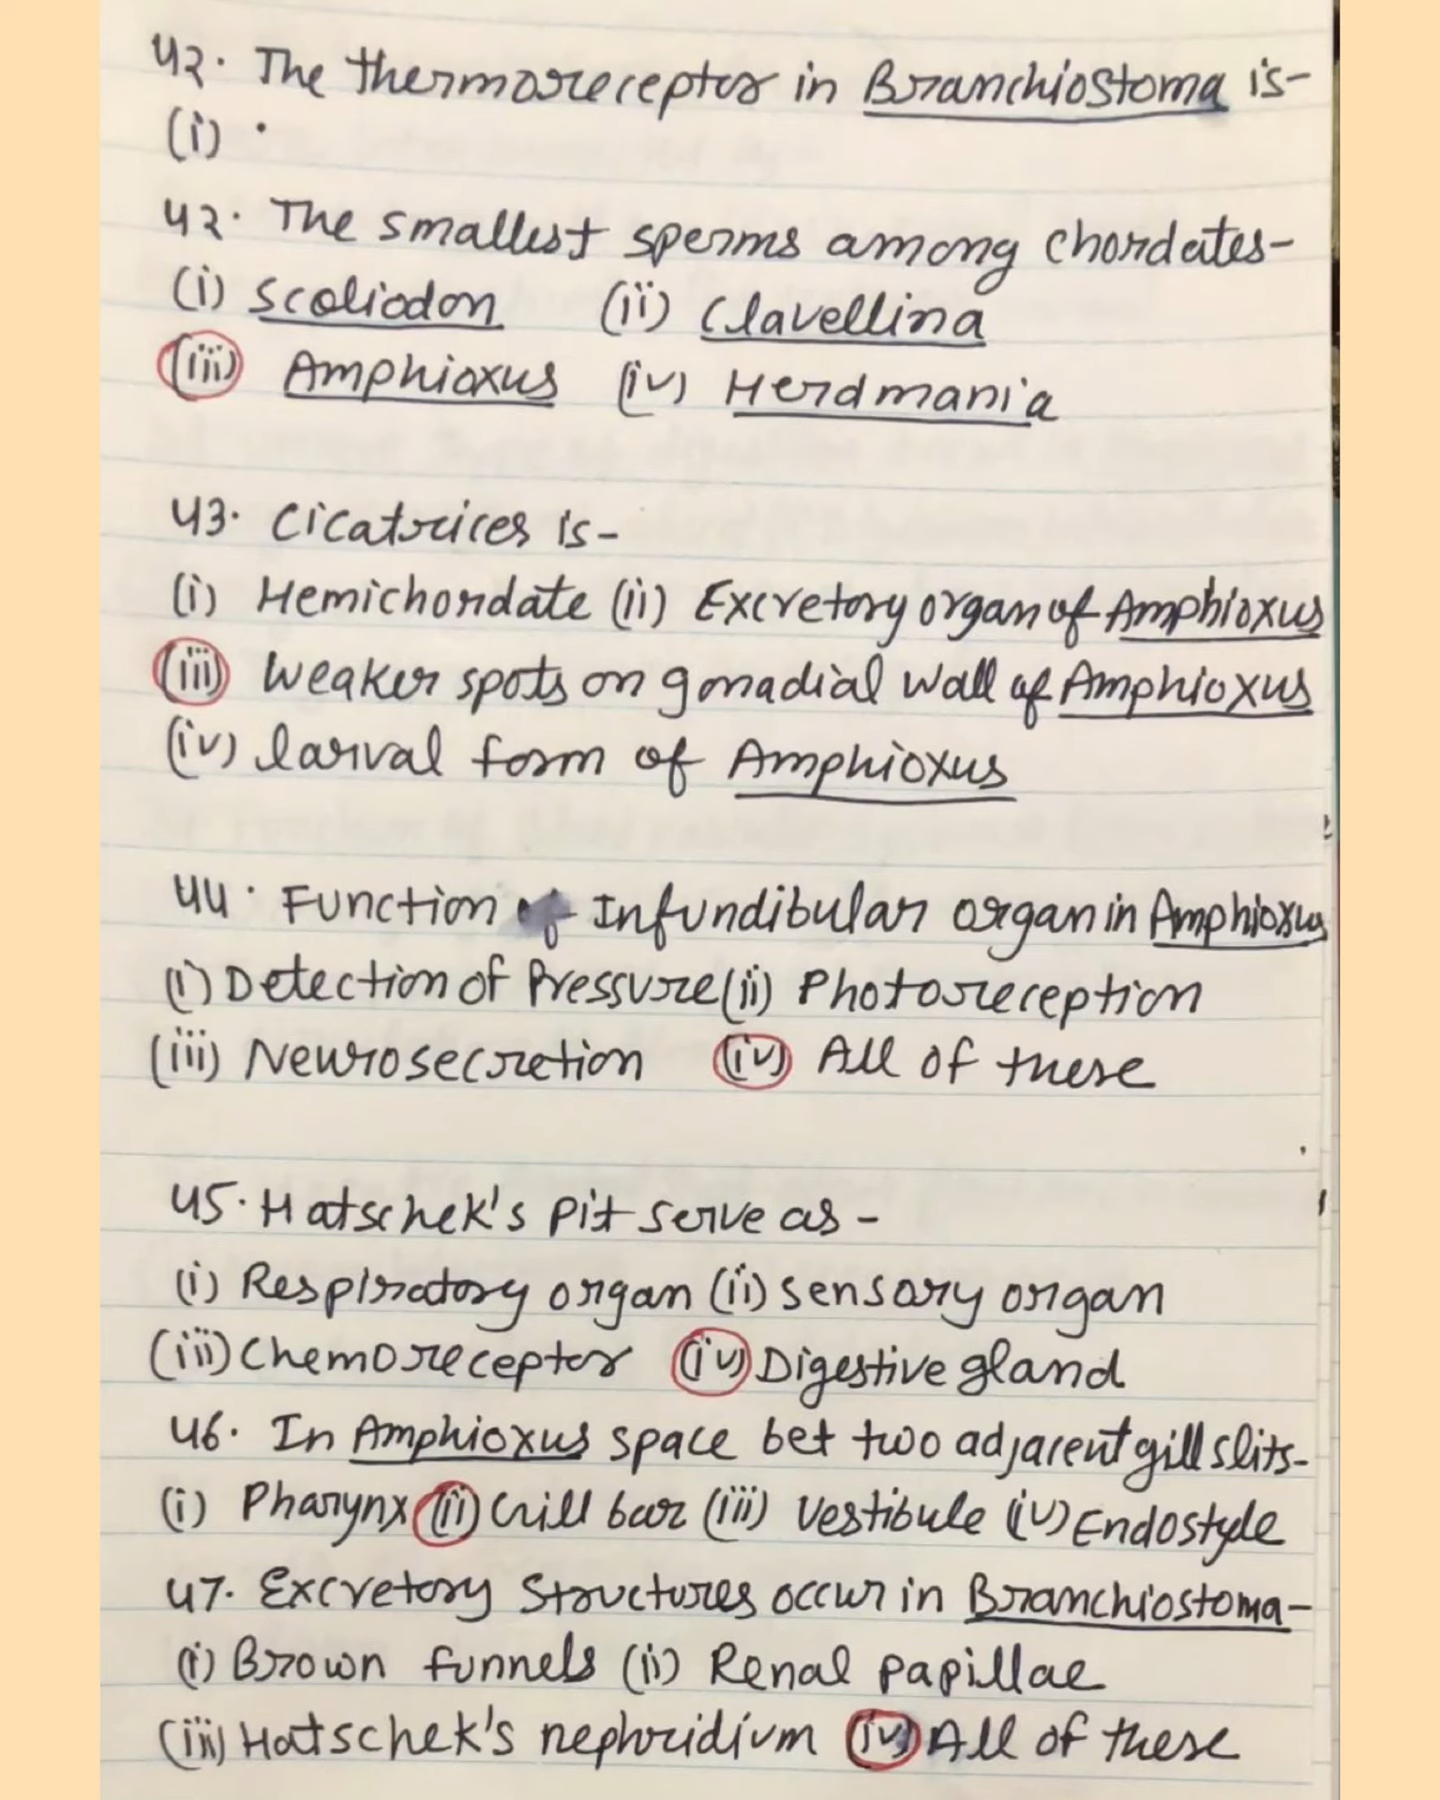 42. The thermoreceptor in Branchiostoma is-
(i) .
42. The smallest sperms among chordates-
(i) Scoliodon (ii) Clavellina
(iii) Amphioxus (iv) Herdmania
43. Cicatrices is-
(i) Hemichordate (ii) Excretory organ of Amphioxus
(iii) Weaker spots on gonadial wall of Amphioxus
(iv) larval form of Amphioxus
44. Function of Infundibular organ in Amphioxus
(i) Detection of Pressure (ii) Photoreception
(iii) Neurosecretion (iv) All of these
45. Hatschek's pit serve as -
(i) Respiratory organ (ii) sensory organ
(iii) Chemoreceptor (iv) Digestive gland
46. In Amphioxus space bet two adjacent gill slits-
(i) Pharynx (ii) Gill bar (iii) Vestibule (iv) Endostyle
47. Excretory Structures occur in Branchiostoma-
(i) Brown funnels (ii) Renal papillae
(iii) Hatschek's nephridium (iv) All of these